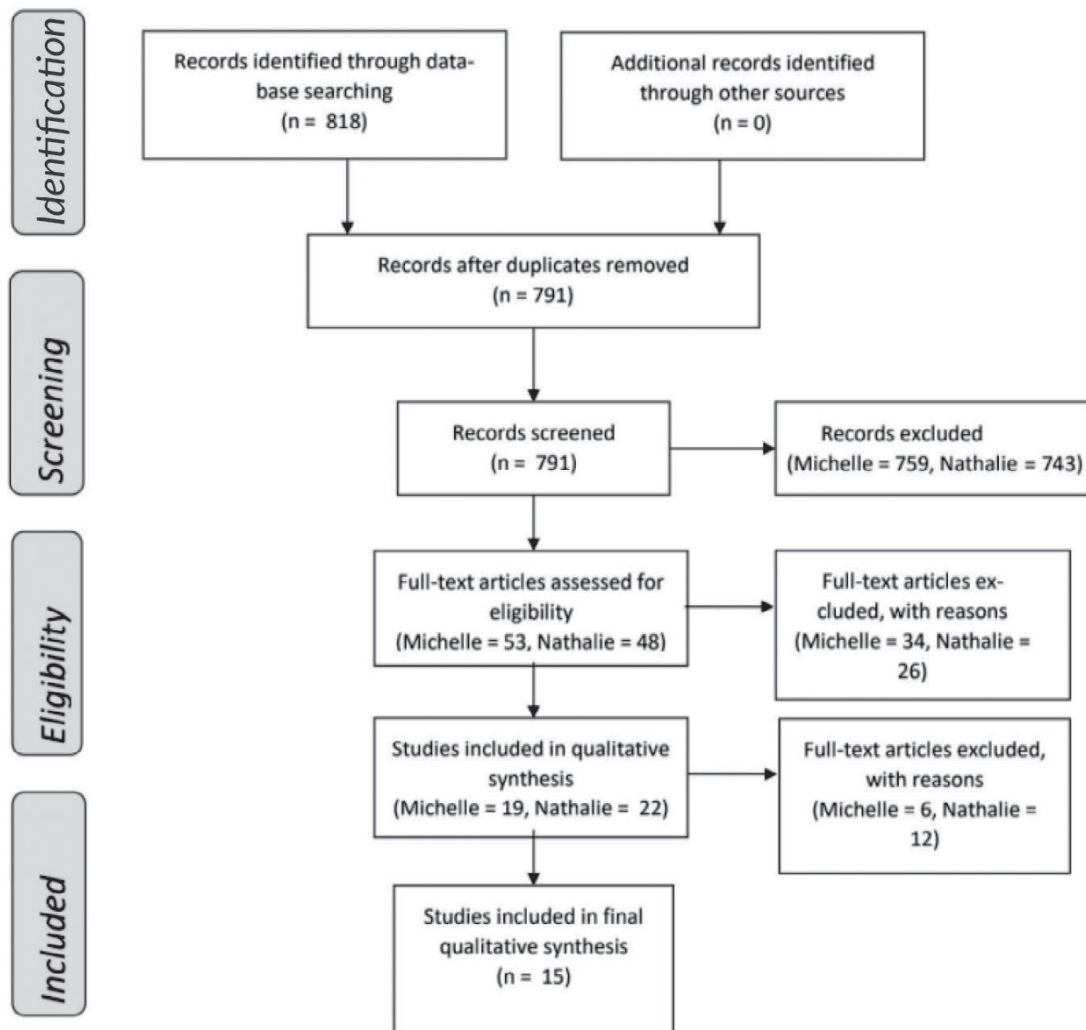 Identification
Records identified through data-
base searching
(n = 818)
Additional records identified
through other sources
(n = 0)
Records after duplicates removed
(n = 791)
Screening
Records screened
(n = 791)
Records excluded
(Michelle = 759, Nathalie = 743)
Eligibility
Full-text articles assessed for
eligibility
(Michelle = 53, Nathalie = 48)
Full-text articles ex-
cluded, with reasons
(Michelle = 34, Nathalie =
26)
Studies included in qualitative
synthesis
(Michelle = 19, Nathalie = 22)
Full-text articles excluded,
with reasons
(Michelle = 6, Nathalie =
12)
Included
Studies included in final
qualitative synthesis
(n = 15)